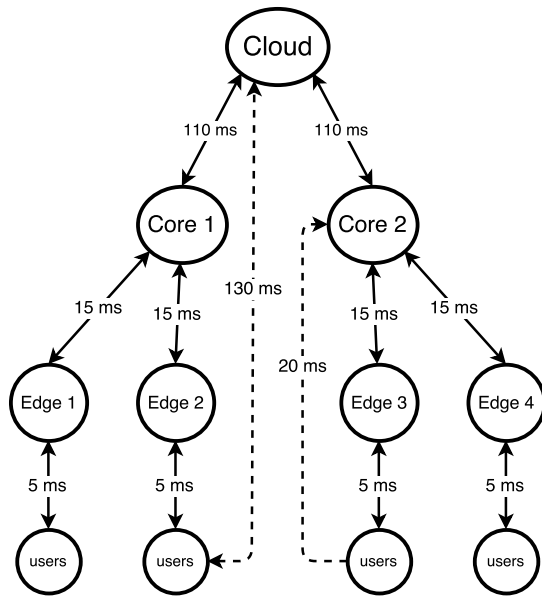 Cloud
110 ms
110 ms
Core 1
Core 2
130 ms
15 ms
15 ms
15 ms
15 ms
20 ms
Edge 1
Edge 2
Edge 3
Edge 4
5 ms
5 ms
5 ms
5 ms
users
users
users
users